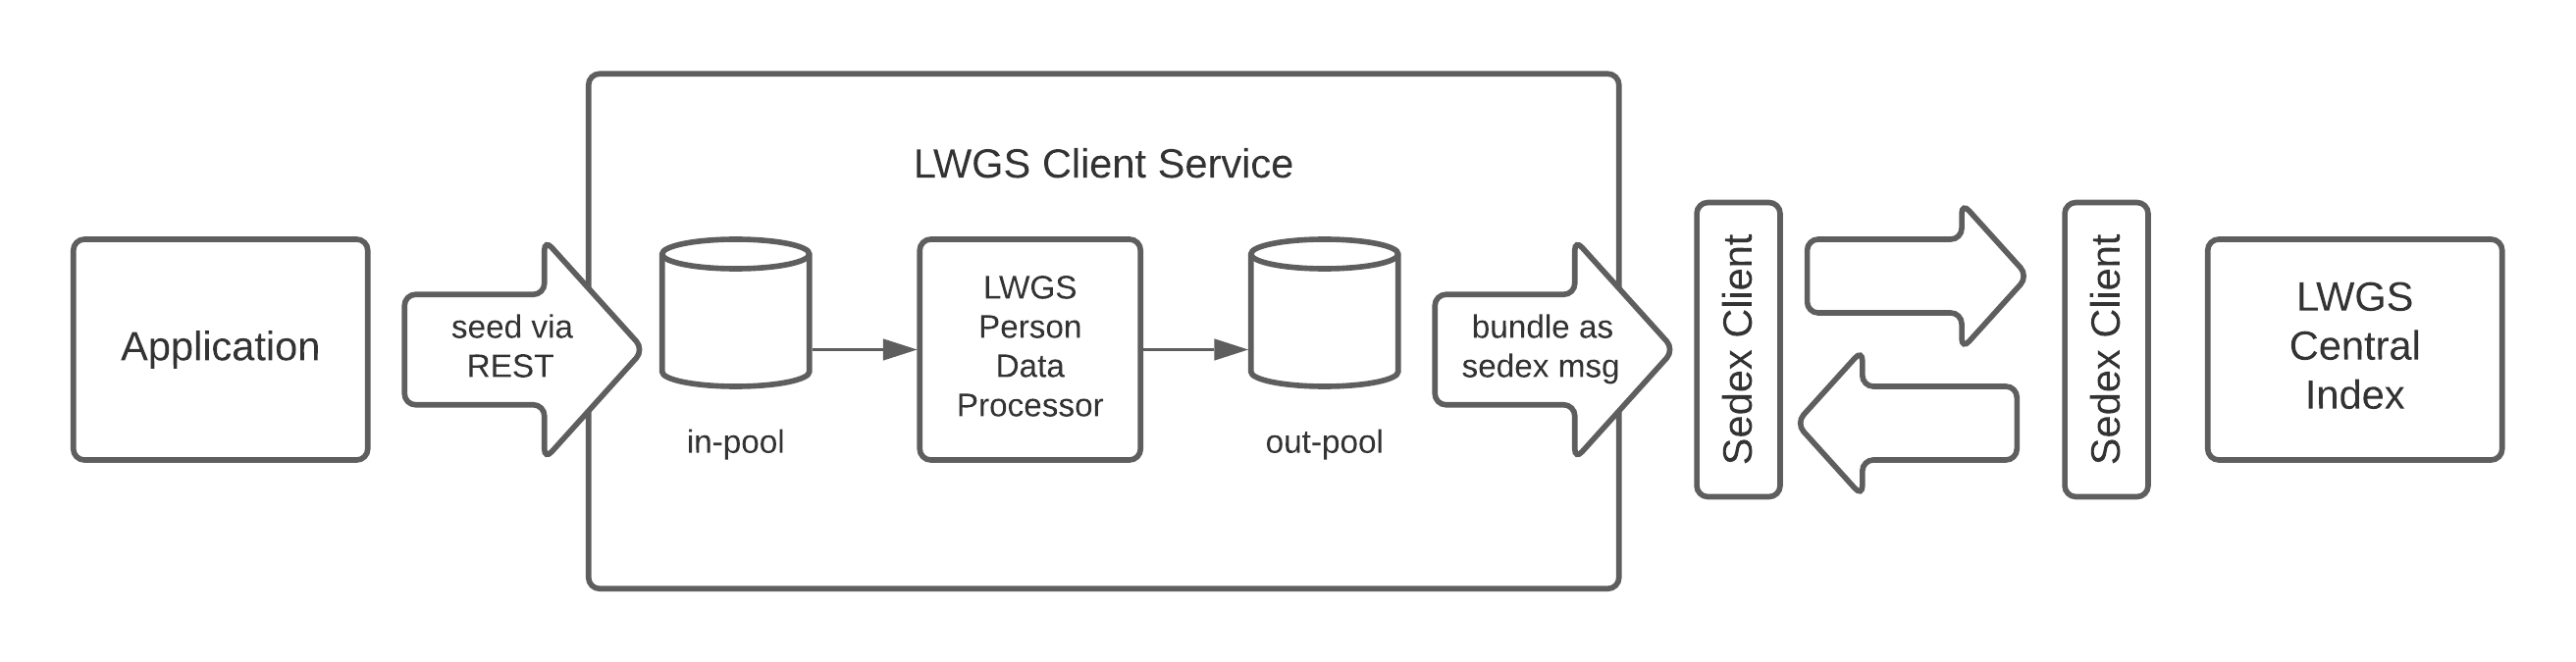 LWGS Client Service
Application
seed via
REST
in-pool
LWGS
Person
Data
Processor
out-pool
bundle as
sedex msg
Sedex Client
Sedex Client
LWGS
Central
Index